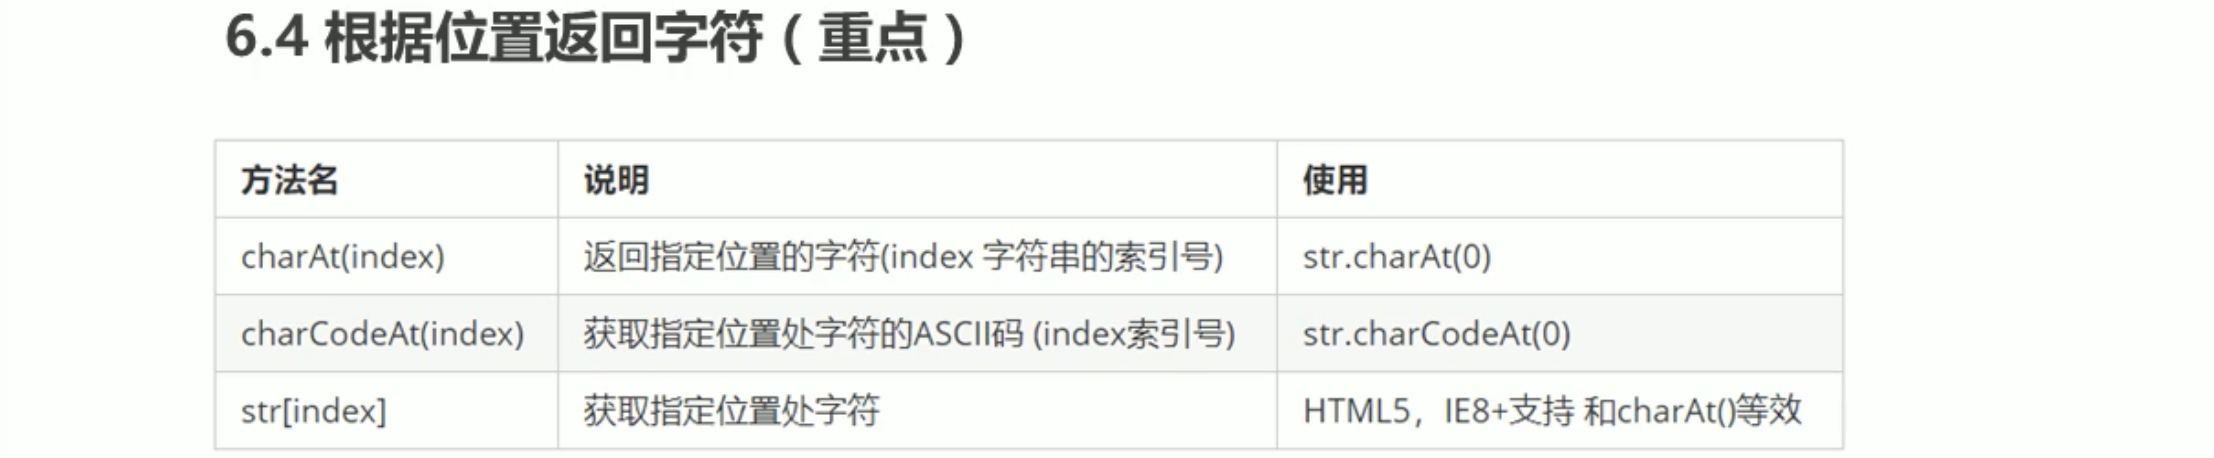 6.4 根据位置返回字符（重点）
方法名 说明 使用
charAt(index) 返回指定位置的字符(index 字符串的索引号) str.charAt(0)
charCodeAt(index) 获取指定位置处字符的ASCII码 (index索引号) str.charCodeAt(0)
str[index] 获取指定位置处字符 HTML5，IE8+支持 和charAt()等效